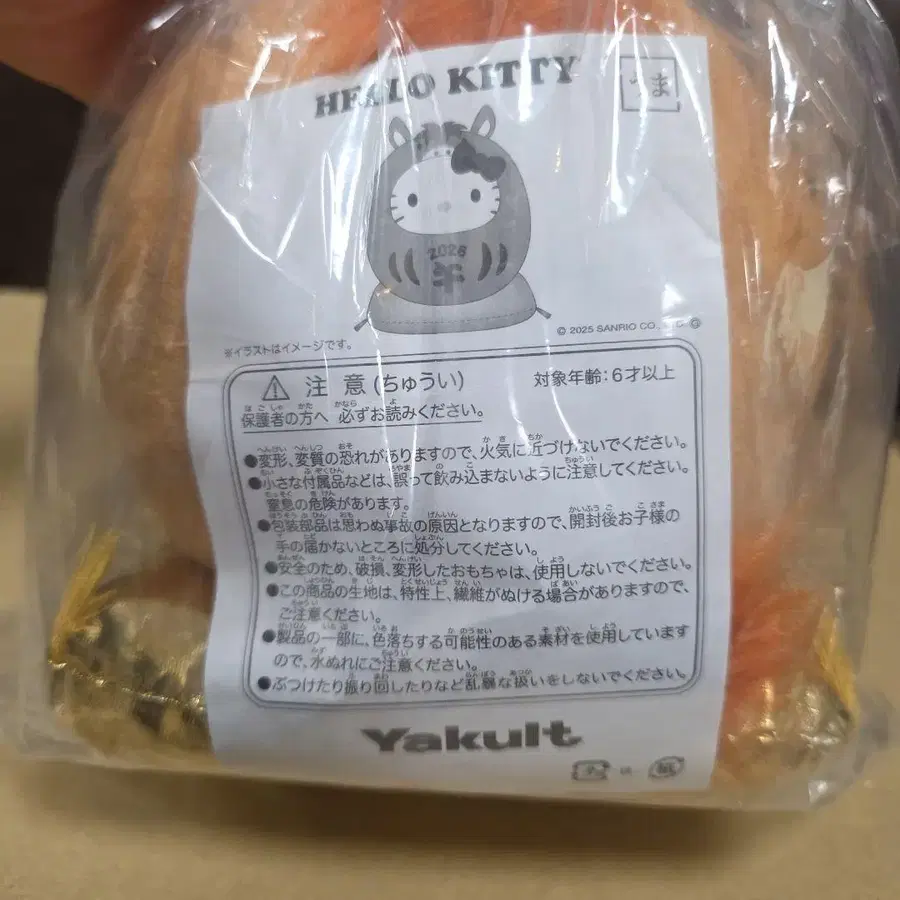 HELLO KITTY
うま
2026
© 2025 SANRIO CO., LTD.
※イラストはイメージです。
注意(ちゅうい)
対象年齢:6才以上
保護者の方へ 必ずお読みください。
●変形、変質の恐れがありますので、火気に近づけないでください。
●小さな付属品などは、誤って飲み込まないように注意してください。
窒息の危険があります。
●包装部品は思わぬ事故の原因となりますので、開封後お子様の
手の届かないところに処分してください。
●安全のため、破損、変形したおもちゃは、使用しないでください。
●この商品の生地は、特性上、繊維がぬける場合がありますので、
ご注意ください。
●製品の一部に、色落ちする可能性のある素材を使用しています
ので、水ぬれにご注意ください。
●ぶつけたり振り回したりなど乱暴な扱いをしないでください。
Yakult